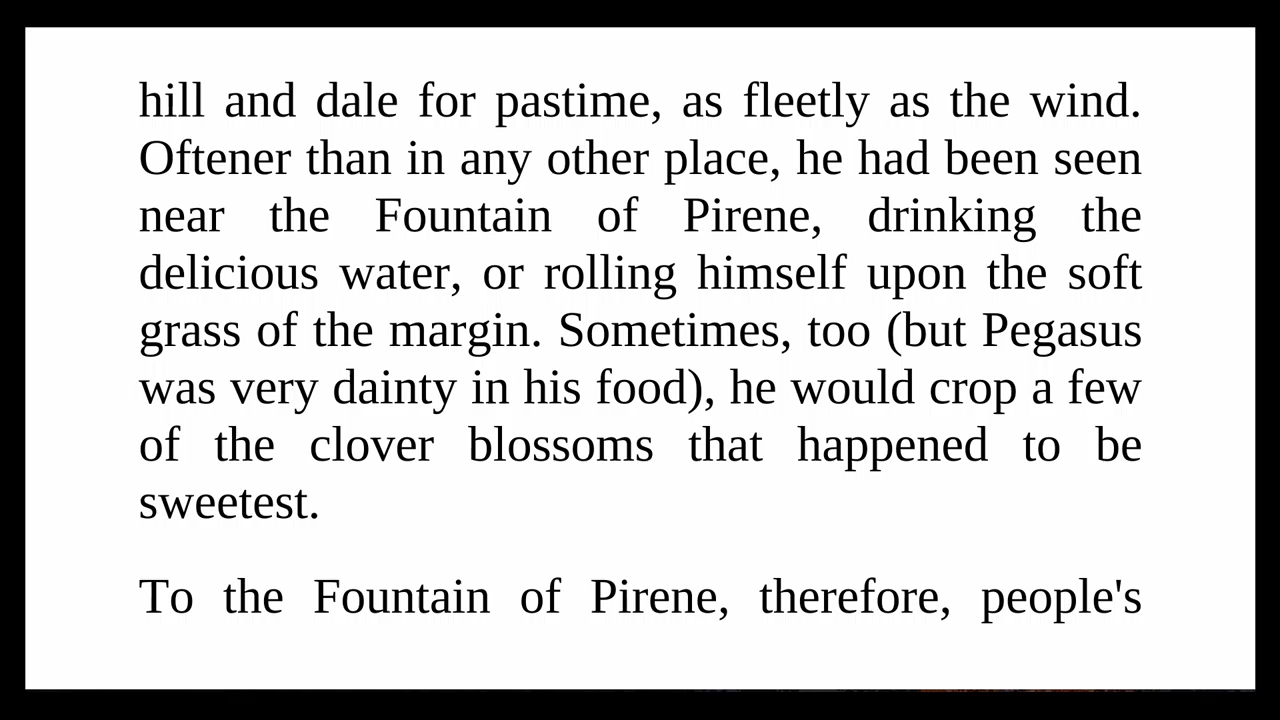 hill and dale for pastime, as fleetly as the wind.
Oftener than in any other place, he had been seen
near the Fountain of Pirene, drinking the
delicious water, or rolling himself upon the soft
grass of the margin. Sometimes, too (but Pegasus
was very dainty in his food), he would crop a few
of the clover blossoms that happened to be
sweetest.
To the Fountain of Pirene, therefore, people's